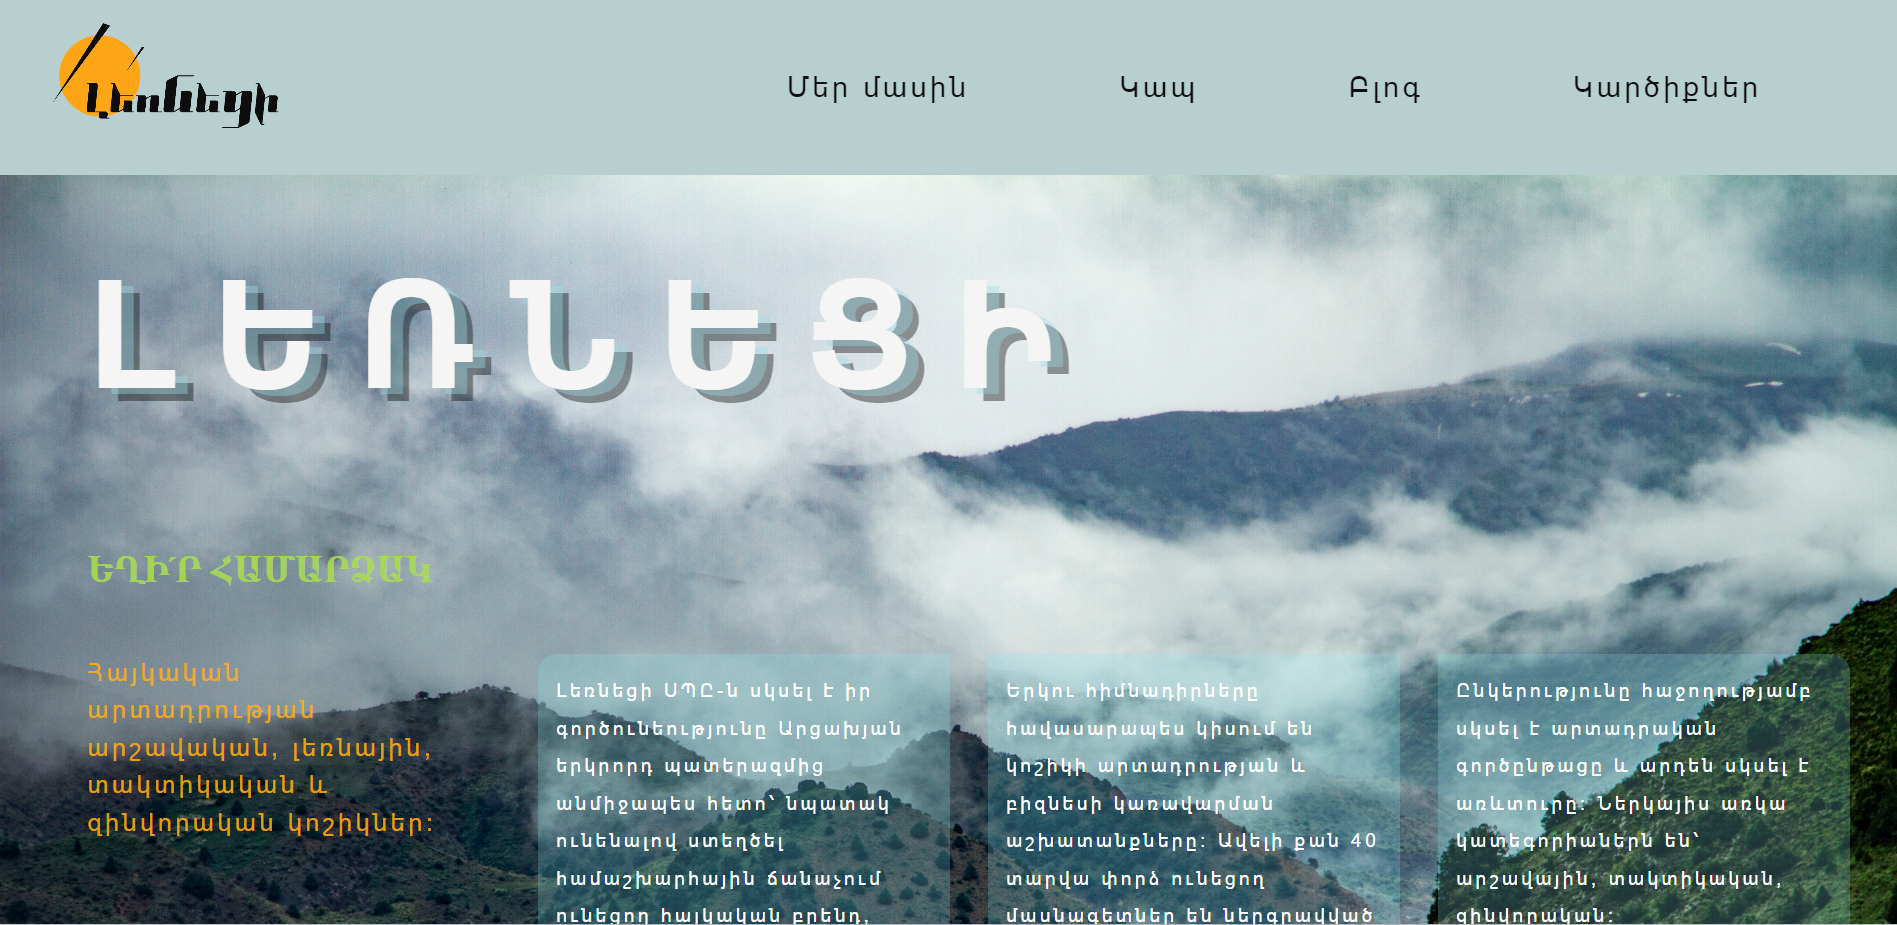 Լեռնեցի
Մեր մասին
Կապ
Բլոգ
Կարծիքներ
ԼԵՌՆԵՑԻ
ԵՂԻ՛Ր ՀԱՄԱՐՁԱԿ
Հայկական
արտադրության
արշավական, լեռնային,
տակտիկական և
զինվորական կոշիկներ:
Լեռնեցի ՍՊԸ-ն սկսել է իր
գործունեությունը Արցախյան
երկրորդ պատերազմից
անմիջապես հետո՝ նպատակ
ունենալով ստեղծել
համաշխարհային ճանաչում
ունեցող հայկական բրենդ,
Երկու հիմնադիրները
հավասարապես կիսում են
կոշիկի արտադրության և
բիզնեսի կառավարման
աշխատանքները: Ավելի քան 40
տարվա փորձ ունեցող
մասնագետներ են ներգրավված
Ընկերությունը հաջողությամբ
սկսել է արտադրական
գործընթացը և արդեն սկսել է
առևտուրը: Ներկայիս առկա
կատեգորիաներն են՝
արշավային, տակտիկական,
զինվորական: